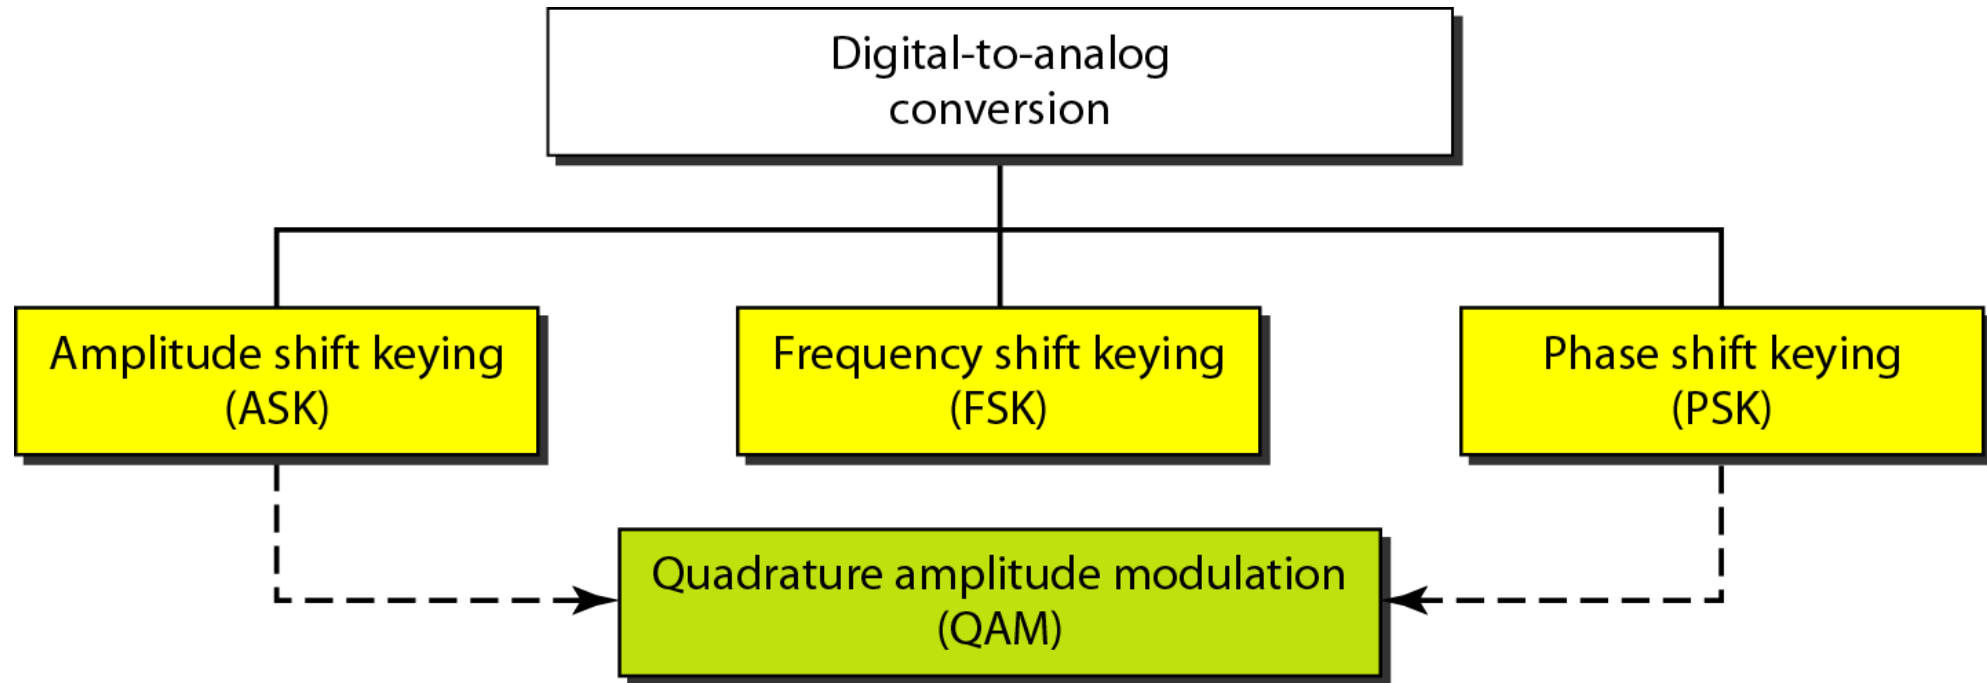 Digital-to-analog
conversion
Amplitude shift keying
(ASK)
Frequency shift keying
(FSK)
Phase shift keying
(PSK)
Quadrature amplitude modulation
(QAM)